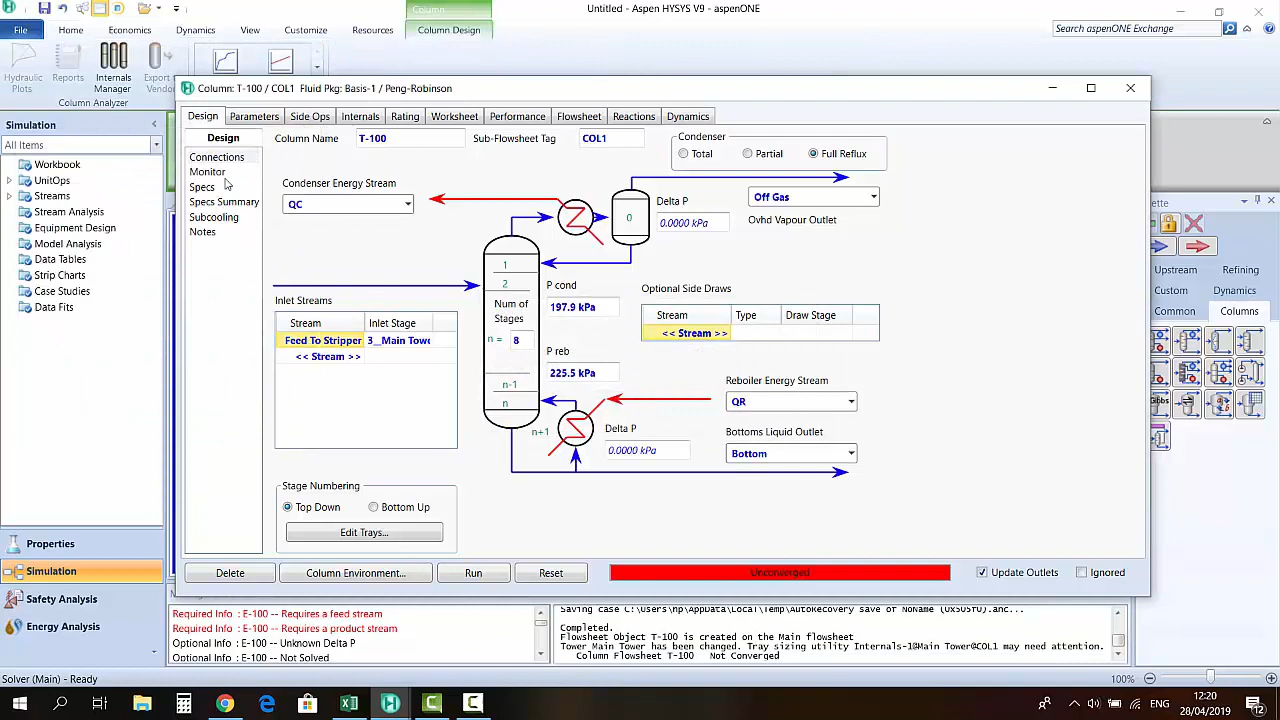 Column
Untitled - Aspen HYSYS V9 - aspenONE
File
Home
Economics
Dynamics
View
Customize
Resources
Column Design
Search aspenONE Exchange
Hydraulic
Plots
Reports
Internals
Manager
Export
Vendo
Column Analyzer
Column: T-100 / COL1 Fluid Pkg: Basis-1 / Peng-Robinson
Simulation
All Items
Workbook
UnitOps
Streams
Stream Analysis
Equipment Design
Model Analysis
Data Tables
Strip Charts
Case Studies
Data Fits
Properties
Simulation
Safety Analysis
Energy Analysis
Design
Parameters
Side Ops
Internals
Rating
Worksheet
Performance
Flowsheet
Reactions
Dynamics
Design
Connections
Monitor
Specs
Specs Summary
Subcooling
Notes
Column Name
T-100
Sub-Flowsheet Tag
COL1
Condenser
Total
Partial
Full Reflux
Condenser Energy Stream
QC
0
Delta P
0.0000 kPa
Off Gas
Ovhd Vapour Outlet
1
2
Num of
Stages
n =
8
n-1
n
n+1
P cond
197.9 kPa
P reb
225.5 kPa
Delta P
0.0000 kPa
Optional Side Draws
Stream
Type
Draw Stage
<< Stream >>
Inlet Streams
Stream
Inlet Stage
Feed To Stripper
3__Main Towe
<< Stream >>
Reboiler Energy Stream
QR
Bottoms Liquid Outlet
Bottom
Stage Numbering
Top Down
Bottom Up
Edit Trays...
Delete
Column Environment...
Run
Reset
Unconverged
Update Outlets
Ignored
ette
Upstream
Refining
Custom
Dynamics
Common
Columns
Gibbs
Required Info : E-100 -- Requires a feed stream
Required Info : E-100 -- Requires a product stream
Optional Info : E-100 -- Unknown Delta P
Optional Info : E-100 -- Not Solved
Completed.
Flowsheet Object T-100 is created on the Main flowsheet
Tower Main Tower has been changed. Tray sizing utility Internals-1@Main Tower@COL1 may need attention.
Column Flowsheet T-100 Not Converged
Solver (Main) - Ready
100%
ENG
12:20
28/04/2019
2